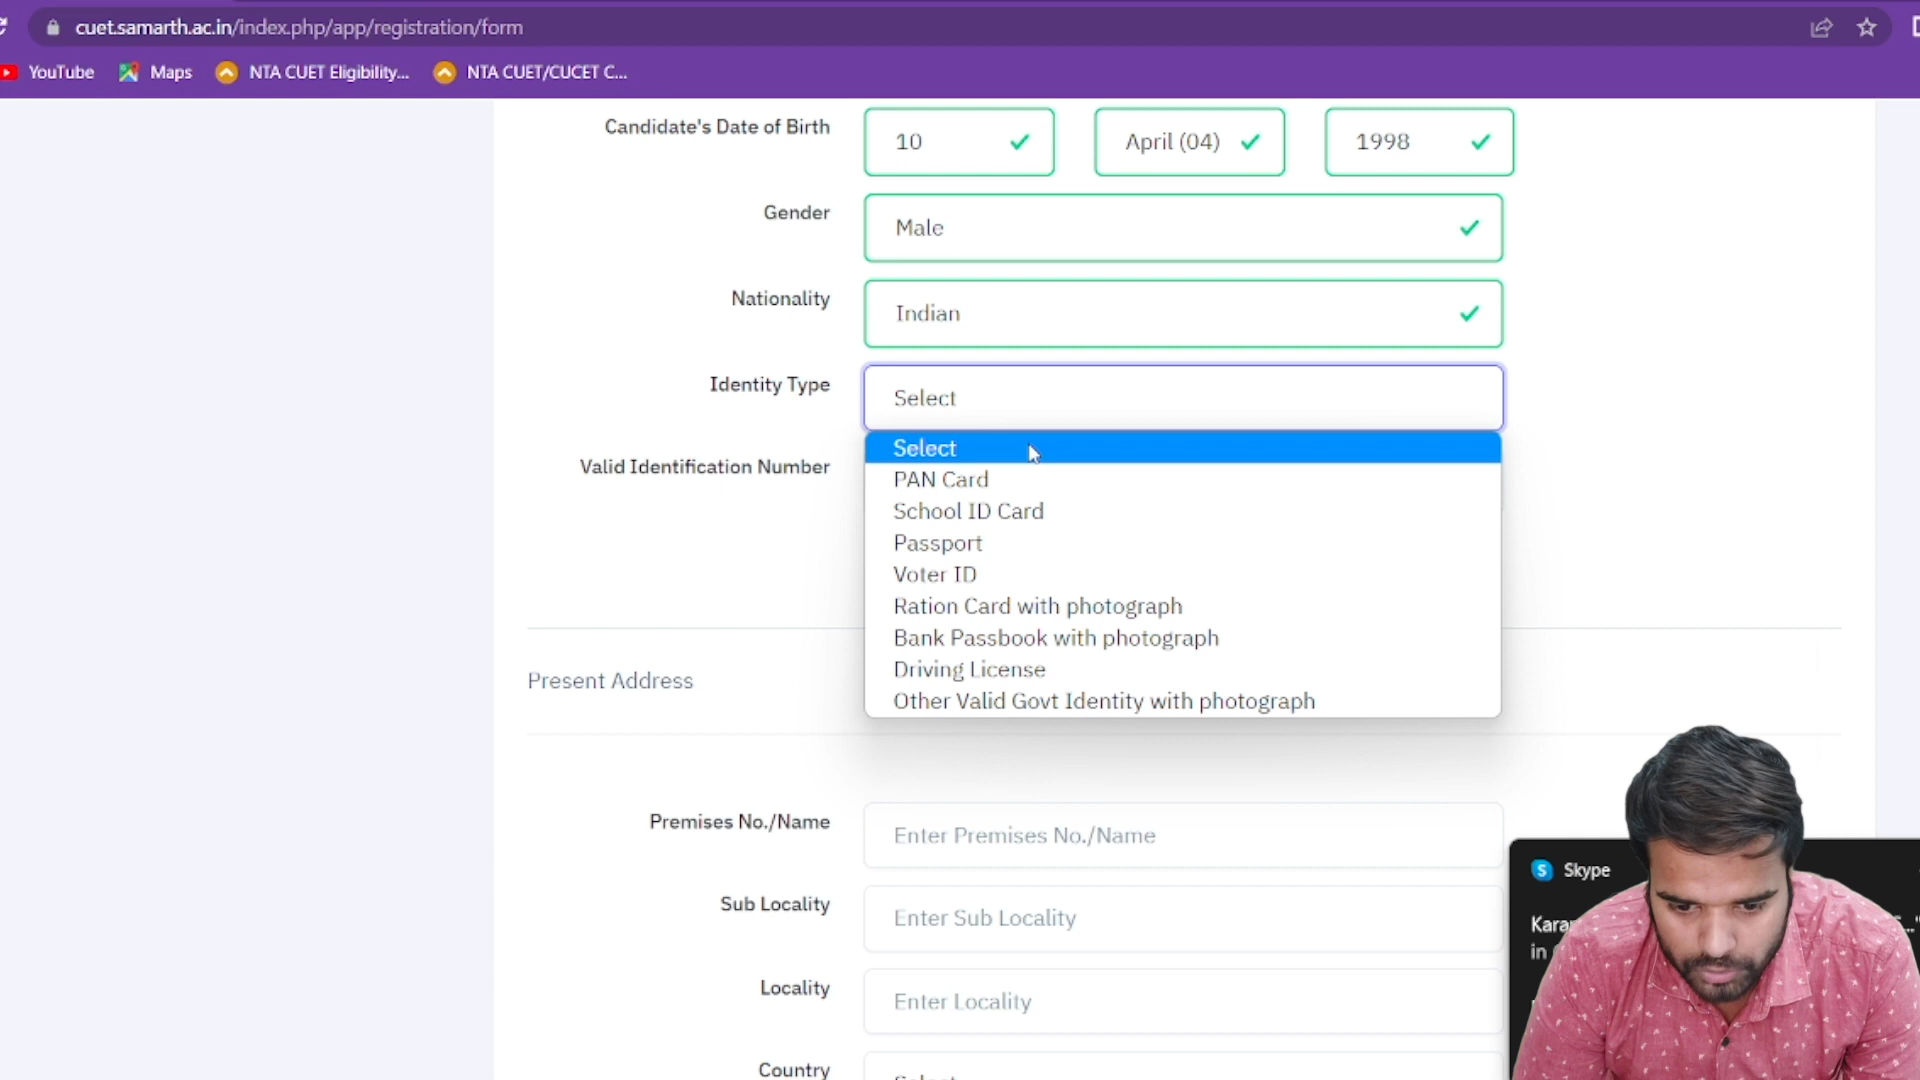 cuet.samarth.ac.in/index.php/app/registration/form
YouTube Maps NTA CUET Eligibility... NTA CUET/CUCET C...
Candidate's Date of Birth 10 April (04) 1998
Gender Male
Nationality Indian
Identity Type Select
Select
Valid Identification Number
PAN Card
School ID Card
Passport
Voter ID
Ration Card with photograph
Bank Passbook with photograph
Driving License
Other Valid Govt Identity with photograph
Present Address
Premises No./Name Enter Premises No./Name
Sub Locality Enter Sub Locality
Locality Enter Locality
Country Select
Skype
in